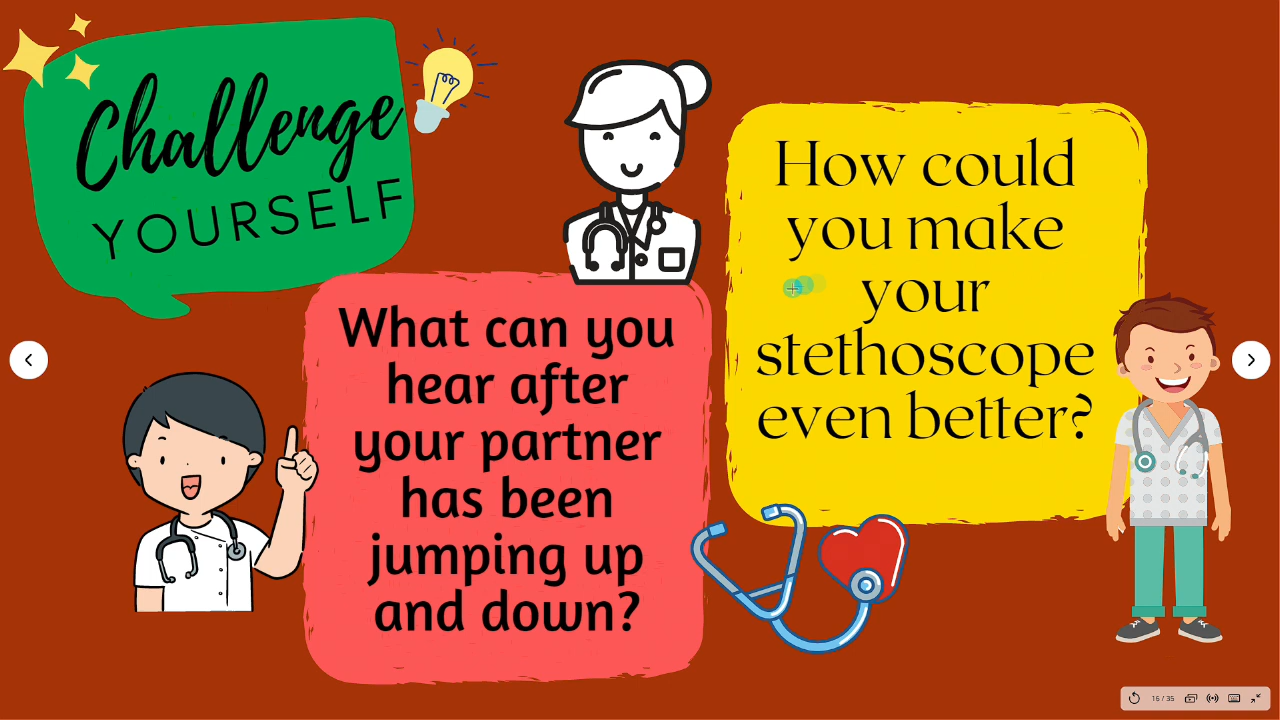 Challenge
YOURSELF
What can you
hear after
your partner
has been
jumping up
and down?
How could
you make
your
stethoscope
even better?
16 / 35